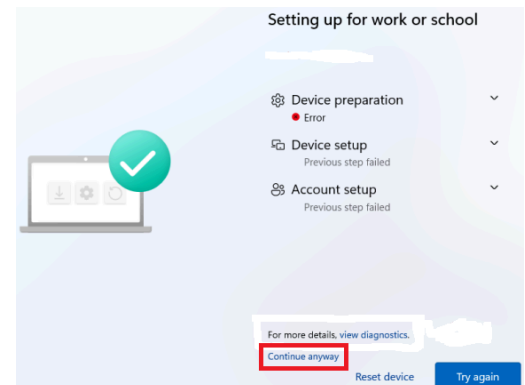 Setting up for work or school
Device preparation
Error
Device setup
Previous step failed
Account setup
Previous step failed
For more details, view diagnostics.
Continue anyway
Reset device
Try again